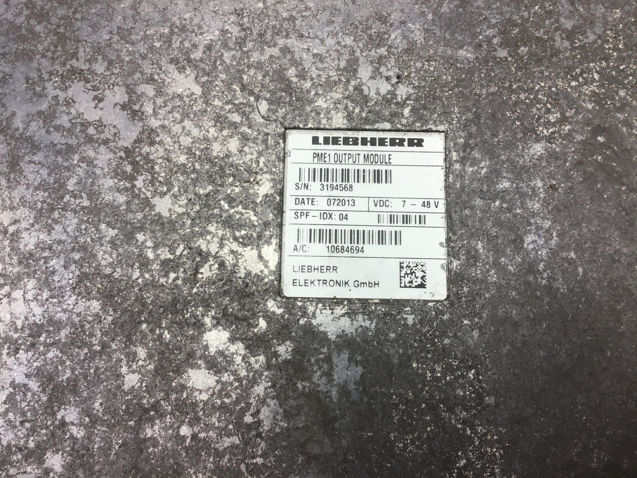 LIEBHERR
PME1 OUTPUT MODULE
S/N: 3194568
DATE: 072013 VDC: 7 - 48 V
SPF-IDX: 04
A/C: 10684694
LIEBHERR
ELEKTRONIK GmbH